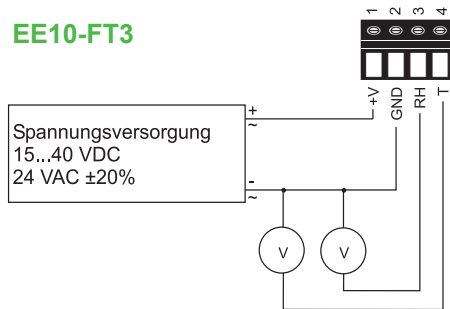 EE10-FT3
1 2 3 4
+V GND RH T
Spannungsversorgung
15...40 VDC
24 VAC ±20%
+
~
-
~
V V